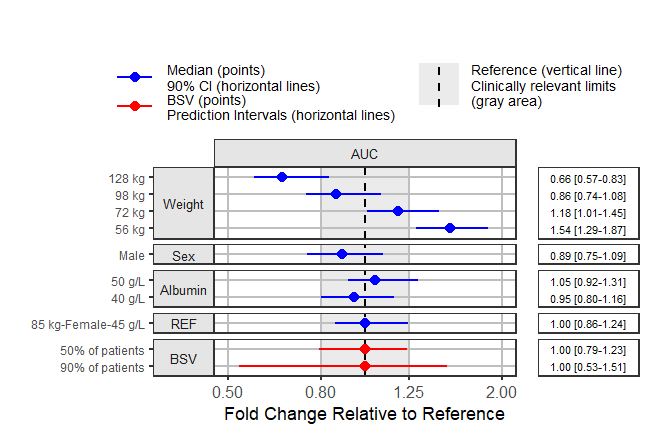 Median (points)
90% CI (horizontal lines)
BSV (points)
Prediction Intervals (horizontal lines)
Reference (vertical line)
Clinically relevant limits
(gray area)
AUC
128 kg
98 kg
72 kg
56 kg
Weight
0.66 [0.57-0.83]
0.86 [0.74-1.08]
1.18 [1.01-1.45]
1.54 [1.29-1.87]
Male
Sex
0.89 [0.75-1.09]
50 g/L
40 g/L
Albumin
1.05 [0.92-1.31]
0.95 [0.80-1.16]
85 kg-Female-45 g/L
REF
1.00 [0.86-1.24]
50% of patients
90% of patients
BSV
1.00 [0.79-1.23]
1.00 [0.53-1.51]
0.50 0.80 1.25 2.00
Fold Change Relative to Reference